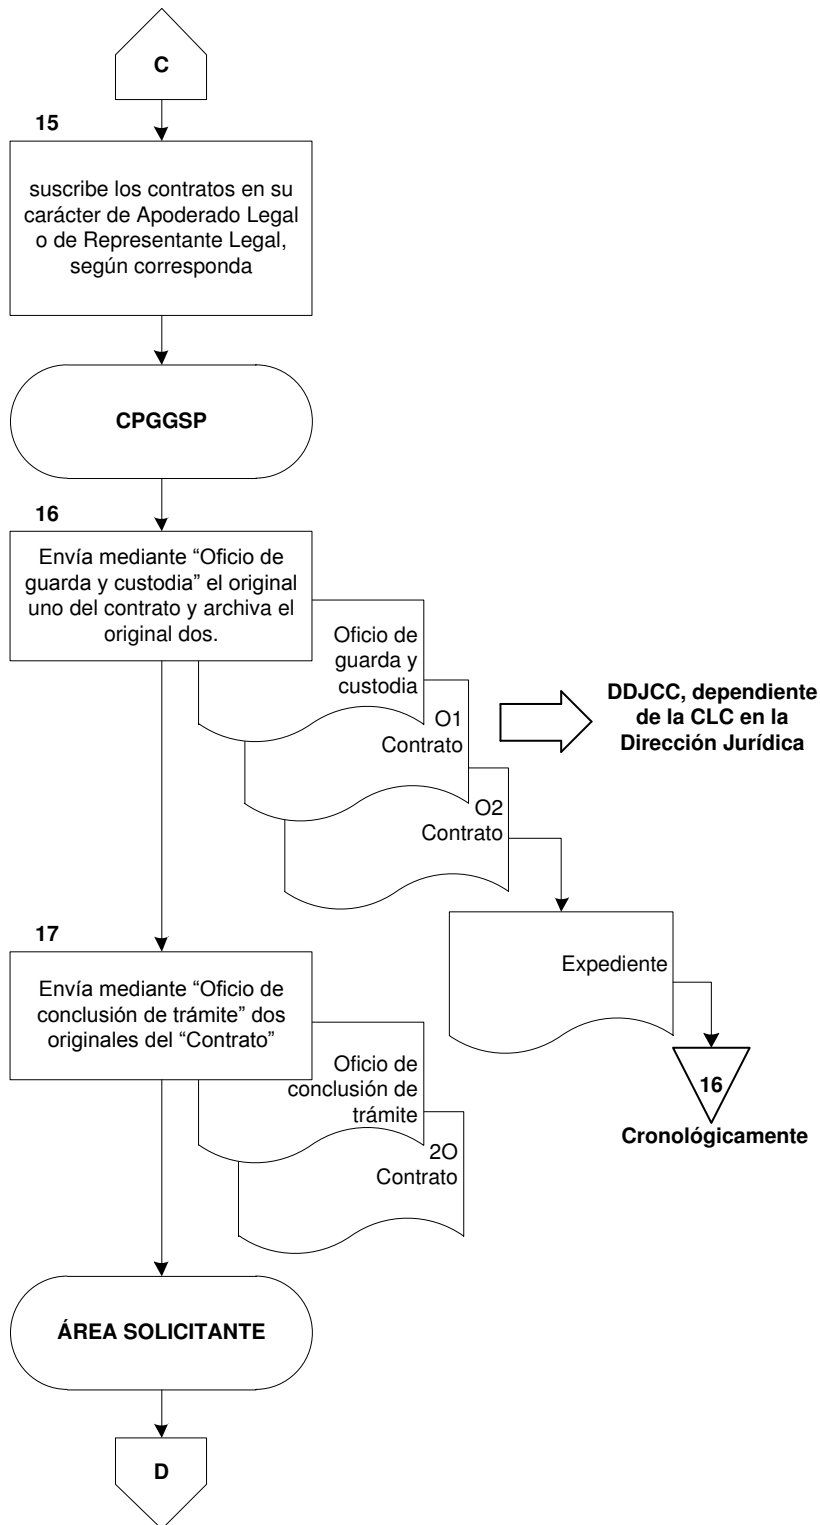 C
15
suscribe los contratos en su
carácter de Apoderado Legal
o de Representante Legal,
según corresponda
CPGGSP
16
Envía mediante “Oficio de
guarda y custodia” el original
uno del contrato y archiva el
original dos.
Oficio de
guarda y
custodia
O1
Contrato
O2
Contrato
DDJCC, dependiente
de la CLC en la
Dirección Jurídica
Expediente
16
Cronológicamente
17
Envía mediante “Oficio de
conclusión de trámite” dos
originales del “Contrato”
Oficio de
conclusión de
trámite
2O
Contrato
ÁREA SOLICITANTE
D